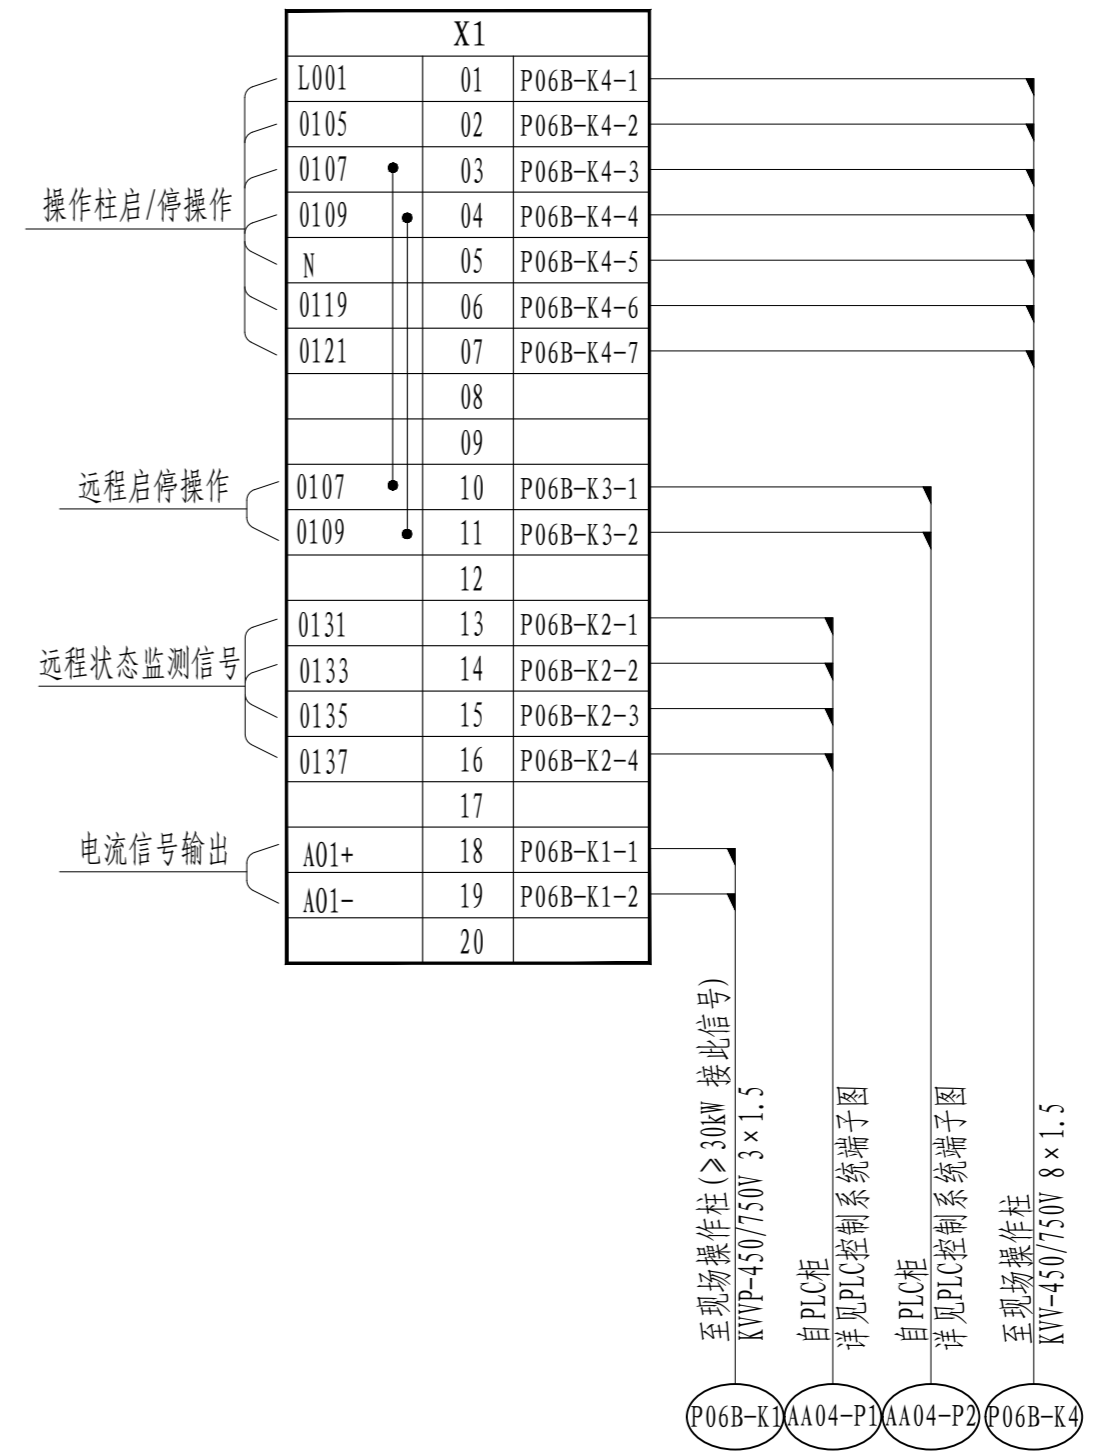 X1
L001 01 P06B-K4-1
0105 02 P06B-K4-2
0107 03 P06B-K4-3
操作柱启/停操作
0109 04 P06B-K4-4
N 05 P06B-K4-5
0119 06 P06B-K4-6
0121 07 P06B-K4-7
08
09
远程启停操作
0107 10 P06B-K3-1
0109 11 P06B-K3-2
12
0131 13 P06B-K2-1
远程状态监测信号
0133 14 P06B-K2-2
0135 15 P06B-K2-3
0137 16 P06B-K2-4
17
电流信号输出
A01+ 18 P06B-K1-1
A01- 19 P06B-K1-2
20
至现场操作柱(≥30kW 接此信号)
KVVP-450/750V 3×1.5
自PLC柜
详见PLC控制系统端子图
自PLC柜
详见PLC控制系统端子图
至现场操作柱
KVV-450/750V 8×1.5
P06B-K1
AA04-P1
AA04-P2
P06B-K4